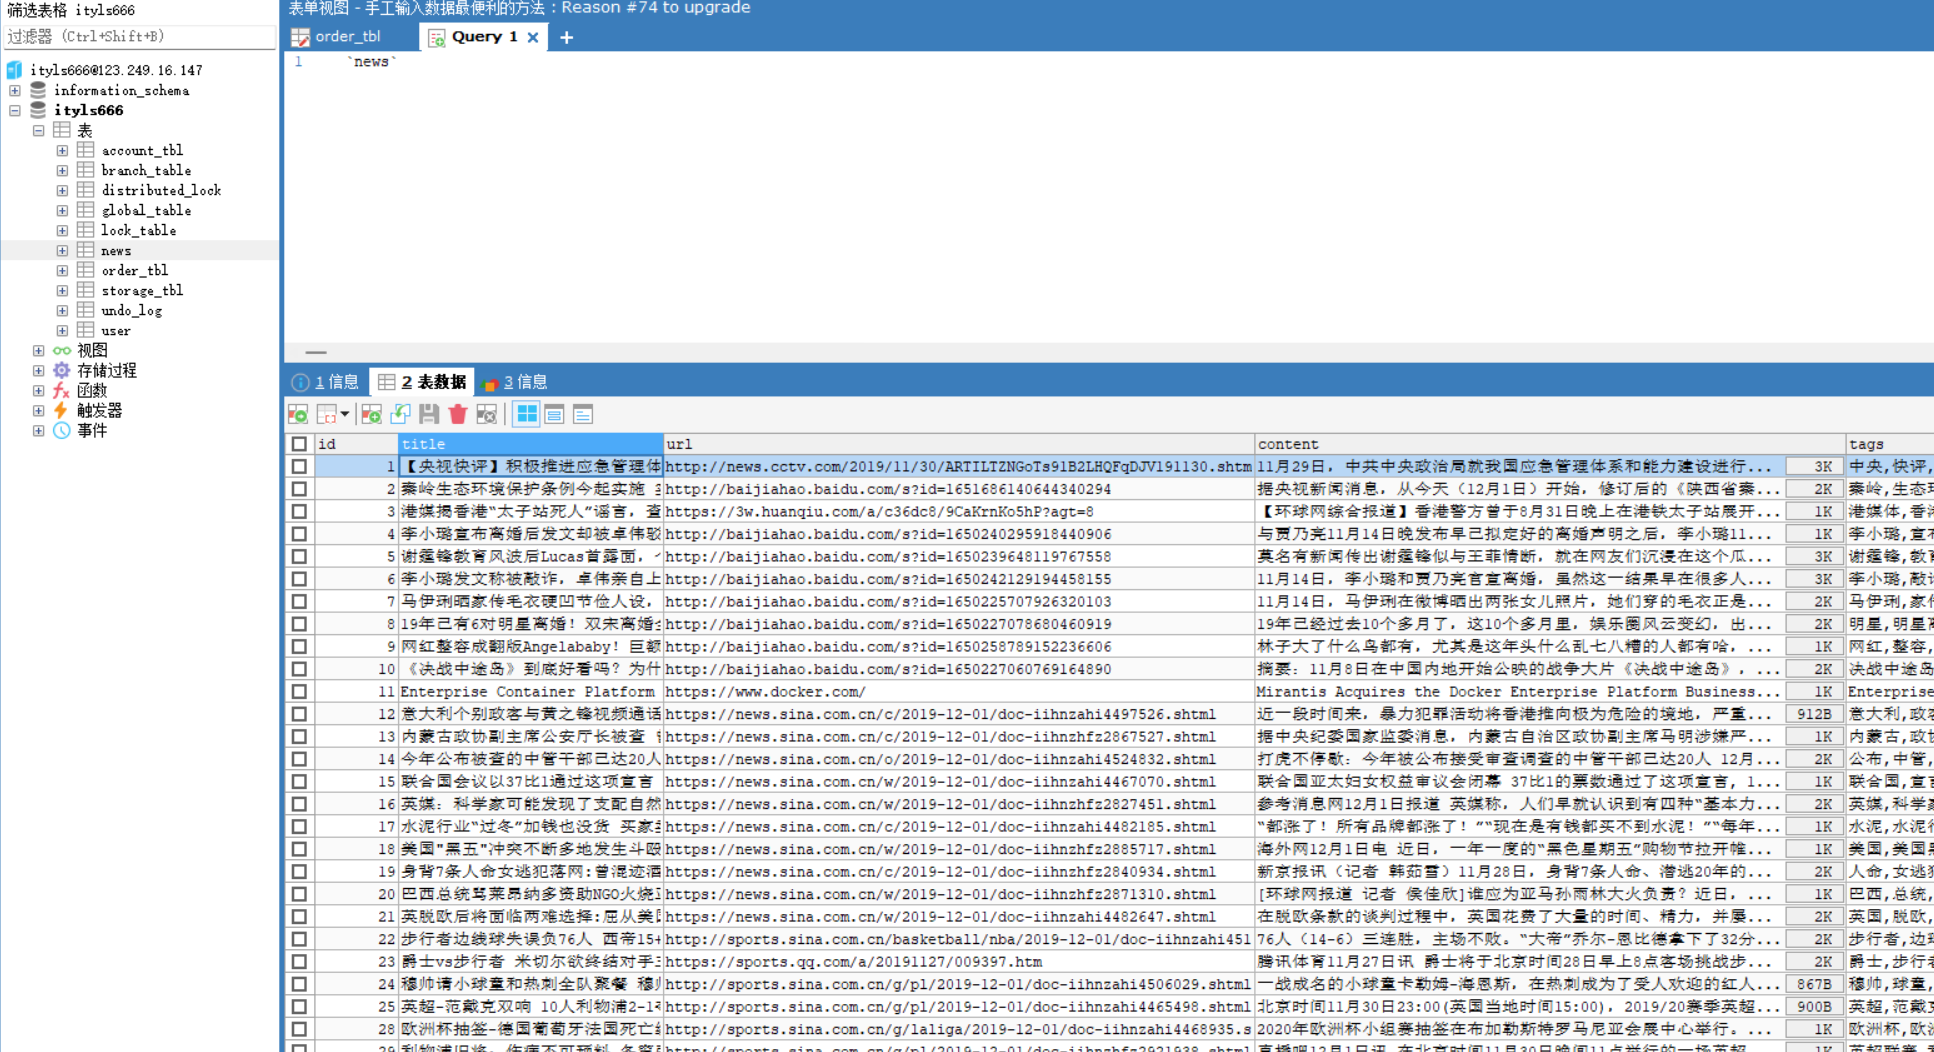 筛选表格 ityls666
过滤器 (Ctrl+Shift+B)
ityls666@123.249.16.147
information_schema
ityls666
表
account_tbl
branch_table
distributed_lock
global_table
lock_table
news
order_tbl
storage_tbl
undo_log
user
视图
存储过程
函数
触发器
事件
表单视图 - 手工输入数据最便利的方法：Reason #74 to upgrade
order_tbl Query 1
1 `news`
1 信息 2 表数据 3 信息
id title url content tags
1 【央视快评】积极推进应急管理体 http://news.cctv.com/2019/11/30/ARTILTZNGoTs91B2LHQFqDJV191130.shtm 11月29日，中共中央政治局就我国应急管理体系和能力建设进行... 3K 中央,快评,
2 秦岭生态环境保护条例今起实施 http://baijiahao.baidu.com/s?id=1651686140644340294 据央视新闻消息，从今天（12月1日）开始，修订后的《陕西省秦... 2K 秦岭,生态环
3 港媒揭香港“太子站死人”谣言，查 https://3w.huanqiu.com/a/c36dc8/9CaKrnKo5hP?agt=8 【环球网综合报道】香港警方曾于8月31日晚上在港铁太子站展开... 1K 港媒体,香港
4 李小璐宣布离婚后发文却被卓伟驳 http://baijiahao.baidu.com/s?id=1650240295918440906 与贾乃亮11月14日晚发布早已拟定好的离婚声明之后，李小璐11... 1K 李小璐,宣布
5 谢霆锋教育风波后Lucas首露面， http://baijiahao.baidu.com/s?id=1650239648119767558 莫名有新闻传出谢霆锋似与王菲情断，就在网友们沉浸在这个瓜... 3K 谢霆锋,教育
6 李小璐发文称被敲诈，卓伟亲自上 http://baijiahao.baidu.com/s?id=1650242129194458155 11月14日，李小璐和贾乃亮官宣离婚，虽然这一结果早在很多人... 3K 李小璐,敲诈
7 马伊琍晒家传毛衣硬凹节俭人设， http://baijiahao.baidu.com/s?id=1650225707926320103 11月14日，马伊琍在微博晒出两张女儿照片，她们穿的毛衣正是... 2K 马伊琍,家传
8 19年已有6对明星离婚！双宋离婚 http://baijiahao.baidu.com/s?id=1650227078680460919 19年已经过去10个多月了，这10个多月里，娱乐圈风云变幻，出... 2K 明星,明星离
9 网红整容成翻版Angelababy！巨额 http://baijiahao.baidu.com/s?id=1650258789152236606 林子大了什么鸟都有，尤其是这年头什么乱七八糟的人都有哈，... 1K 网红,整容,
10 《决战中途岛》到底好看吗？为什 http://baijiahao.baidu.com/s?id=1650227060769164890 摘要：11月8日在中国内地开始公映的战争大片《决战中途岛》，... 2K 决战中途岛
11 Enterprise Container Platform https://www.docker.com/ Mirantis Acquires the Docker Enterprise Platform Business... 1K Enterprise
12 意大利个别政客与黄之锋视频通话 https://news.sina.com.cn/c/2019-12-01/doc-iihnzahi4497526.shtml 近一段时间来，暴力犯罪活动将香港推向极为危险的境地，严重... 912B 意大利,政客
13 内蒙古政协副主席公安厅长被查 https://news.sina.com.cn/c/2019-12-01/doc-iihnzhfz2867527.shtml 据中央纪委国家监委消息，内蒙古自治区政协副主席马明涉嫌严... 1K 内蒙古,政协
14 今年公布被查的中管干部已达20人 https://news.sina.com.cn/o/2019-12-01/doc-iihnzahi4524832.shtml 打虎不停歇：今年被公布接受审查调查的中管干部已达20人 12月... 2K 公布,中管,
15 联合国会议以37比1通过这项宣言 https://news.sina.com.cn/w/2019-12-01/doc-iihnzahi4467070.shtml 联合国亚太妇女权益审议会闭幕 37比1的票数通过了这项宣言，1... 1K 联合国,宣言
16 英媒：科学家可能发现了支配自然 https://news.sina.com.cn/w/2019-12-01/doc-iihnzhfz2827451.shtml 参考消息网12月1日报道 英媒称，人们早就认识到有四种“基本力... 2K 英媒,科学家
17 水泥行业“过冬”加钱也没货 买家 https://news.sina.com.cn/c/2019-12-01/doc-iihnzahi4482185.shtml “都涨了！所有品牌都涨了！”“现在是有钱都买不到水泥！”“每年... 1K 水泥,水泥行
18 美国"黑五"冲突不断多地发生斗殴 https://news.sina.com.cn/w/2019-12-01/doc-iihnzhfz2885717.shtml 海外网12月1日电 近日，一年一度的“黑色星期五”购物节拉开帷... 1K 美国,美国黑
19 身背7条人命女逃犯落网:曾混迹酒 https://news.sina.com.cn/c/2019-12-01/doc-iihnzhfz2840934.shtml 新京报讯（记者 韩茹雪）11月28日，身背7条人命、潜逃20年的... 2K 人命,女逃犯
20 巴西总统骂莱昂纳多资助NGO火烧 https://news.sina.com.cn/w/2019-12-01/doc-iihnzhfz2871310.shtml [环球网报道 记者 侯佳欣]谁应为亚马孙雨林大火负责？近日，... 1K 巴西,总统,
21 英脱欧后将面临两难选择:屈从美 https://news.sina.com.cn/w/2019-12-01/doc-iihnzahi4482647.shtml 在脱欧条款的谈判过程中，英国花费了大量的时间、精力，并屡... 2K 英国,脱欧,
22 步行者边线球失误负76人 西帝15+ http://sports.sina.com.cn/basketball/nba/2019-12-01/doc-iihnzahi451 76人（14-6）三连胜，主场不败。“大帝”乔尔-恩比德拿下了32分... 2K 步行者,边
23 爵士vs步行者 米切尔欲终结对手 https://sports.qq.com/a/20191127/009397.htm 腾讯体育11月27日讯 爵士将于北京时间28日早上8点客场挑战步... 2K 爵士,步行者
24 穆帅请小球童和热刺全队聚餐 穆 http://sports.sina.com.cn/g/pl/2019-12-01/doc-iihnzahi4506029.shtml 一战成名的小球童卡勒姆-海恩斯，在热刺成为了受人欢迎的红人... 867B 穆帅,球童,
25 英超-范戴克双响 10人利物浦2-1 http://sports.sina.com.cn/g/pl/2019-12-01/doc-iihnzahi4465498.shtml 北京时间11月30日23:00(英国当地时间15:00)，2019/20赛季英超... 900B 英超,范戴克
28 欧洲杯抽签-德国葡萄牙法国死亡 http://sports.sina.com.cn/g/laliga/2019-12-01/doc-iihnzahi4468935.s 2020年欧洲杯小组赛抽签在布加勒斯特罗马尼亚会展中心举行。... 1K 欧洲杯,欧洲